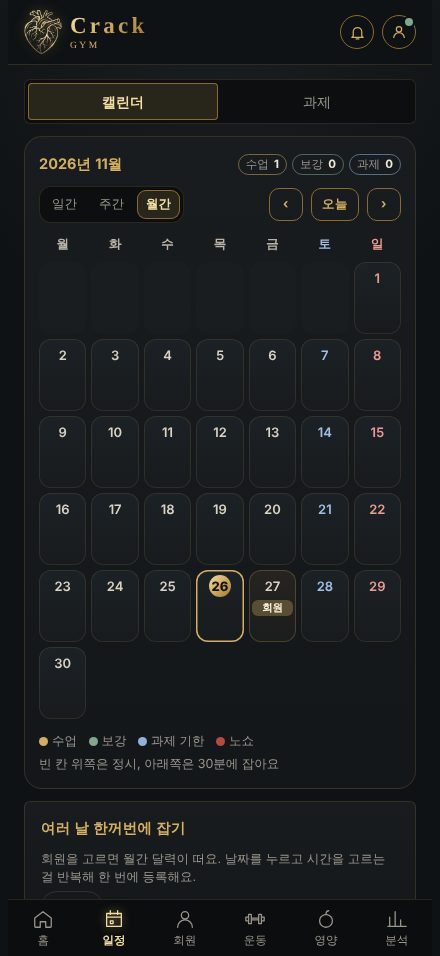 Crack
GYM
캘린더 과제
2026년 11월 수업 1 보강 0 과제 0
일간 주간 월간 ‹ 오늘 ›
월 화 수 목 금 토 일
1
2 3 4 5 6 7 8
9 10 11 12 13 14 15
16 17 18 19 20 21 22
23 24 25 26 27 28 29
회원
30
수업 보강 과제 기한 노쇼
빈 칸 위쪽은 정시, 아래쪽은 30분에 잡아요
여러 날 한꺼번에 잡기
회원을 고르면 월간 달력이 떠요. 날짜를 누르고 시간을 고르는
걸 반복해 한 번에 등록해요.
홈 일정 회원 운동 영양 분석